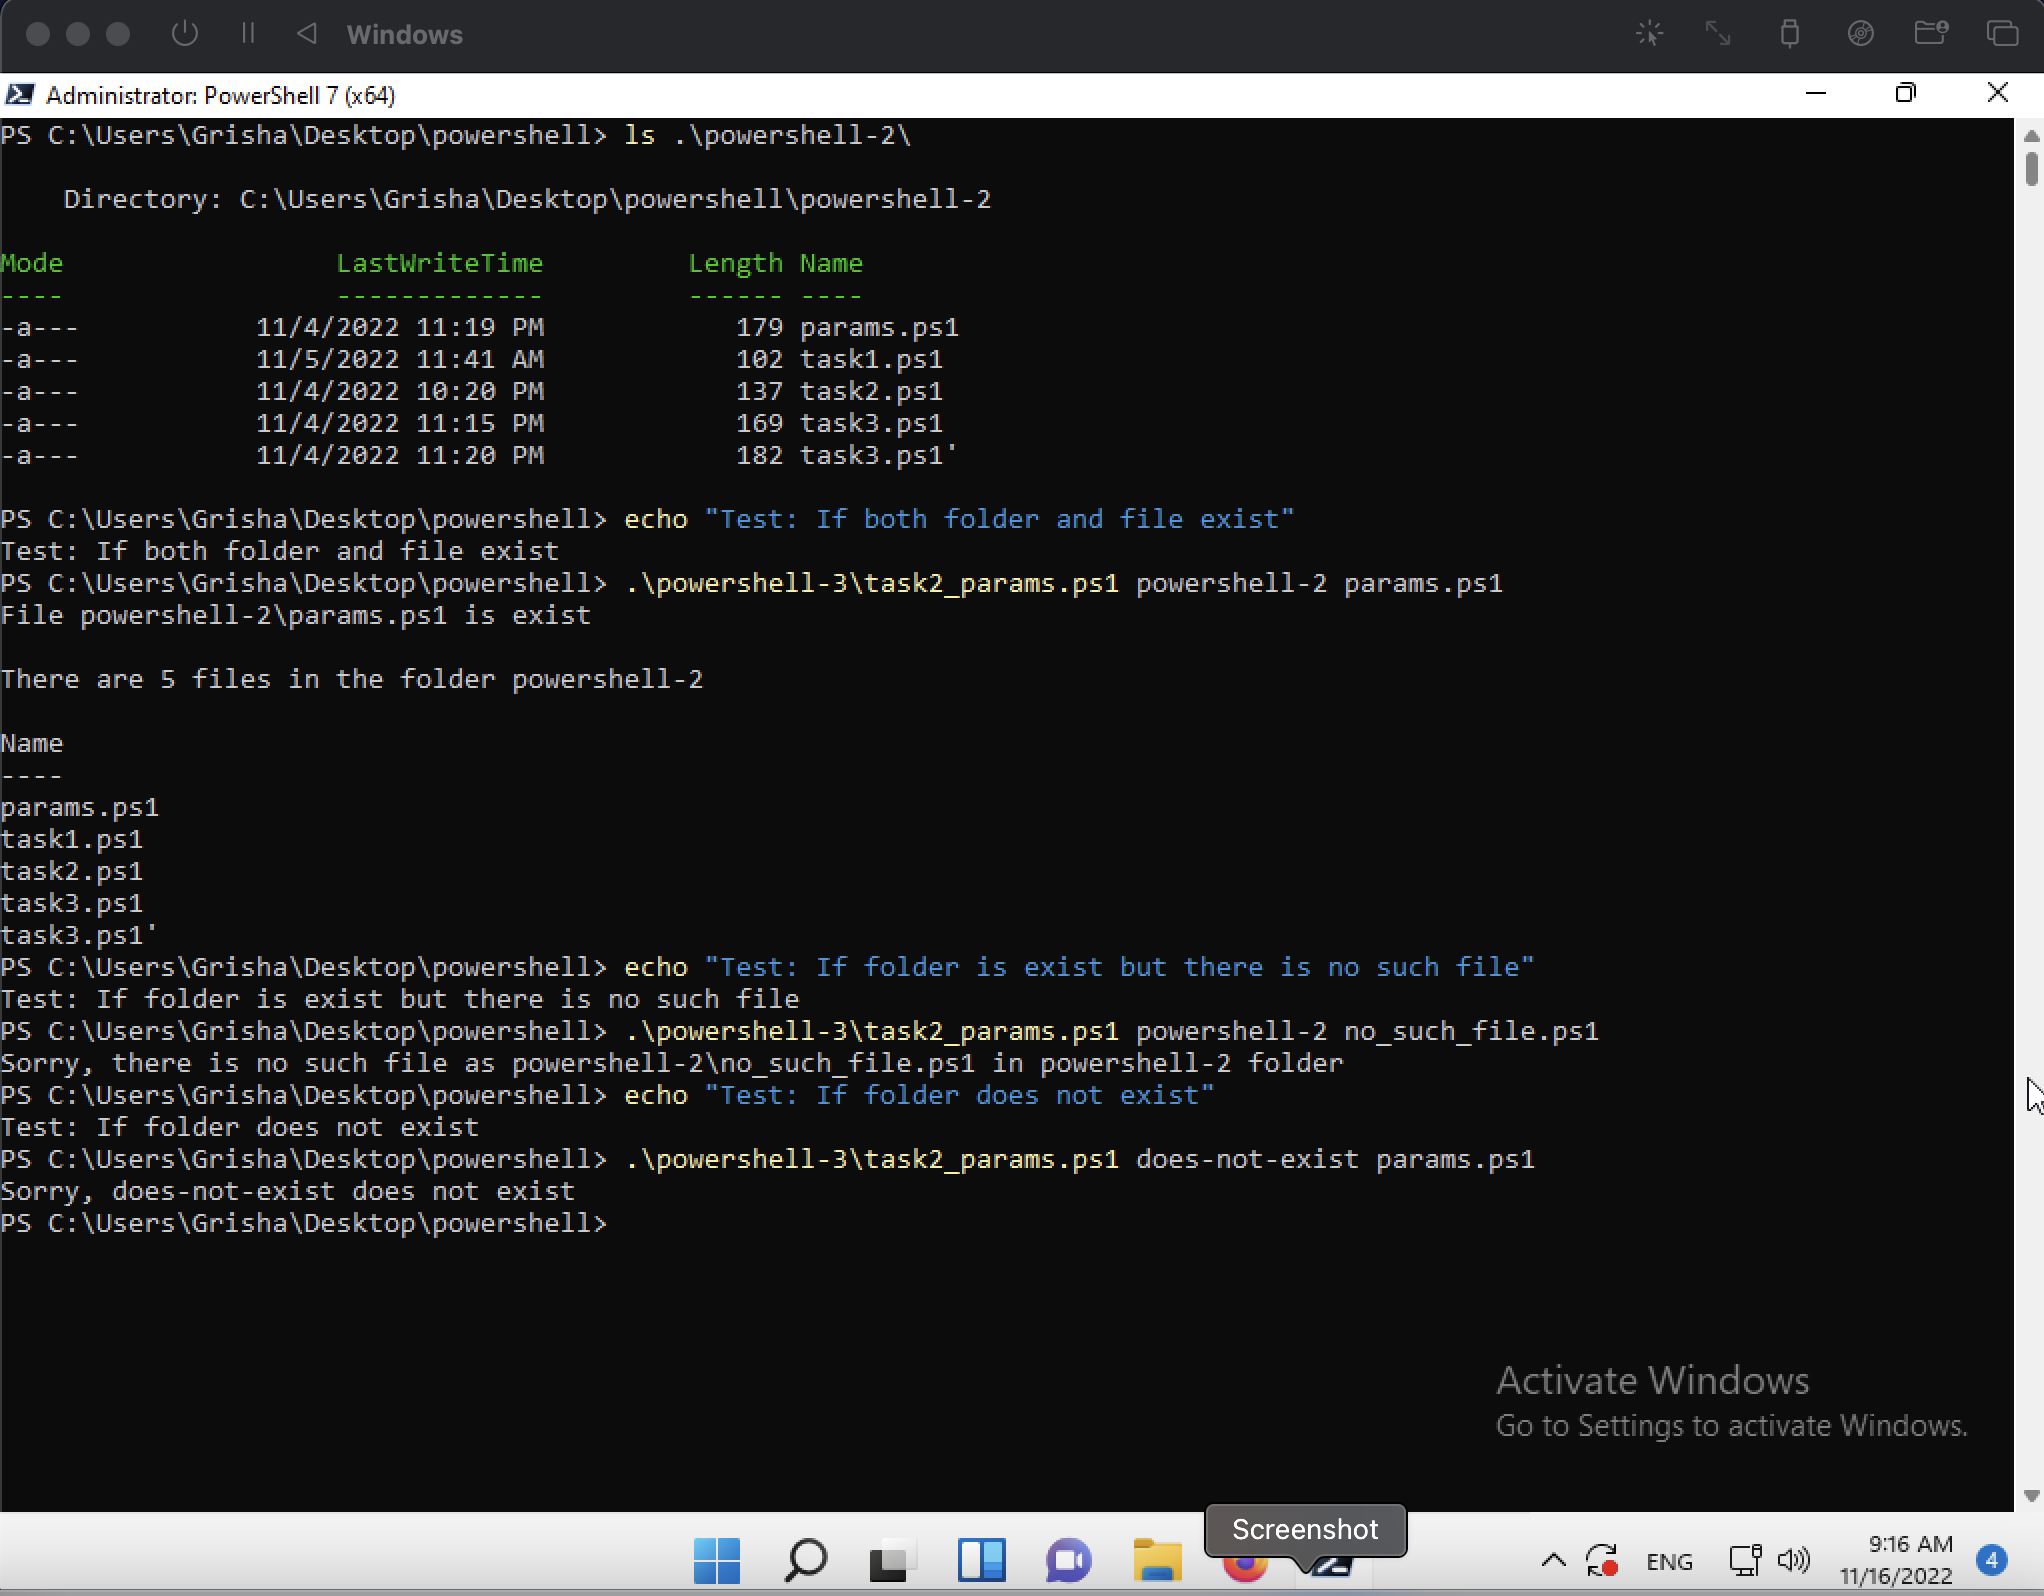 Windows
Administrator: PowerShell 7 (x64)
PS C:\Users\Grisha\Desktop\powershell> ls .\powershell-2\
Directory: C:\Users\Grisha\Desktop\powershell\powershell-2
Mode LastWriteTime Length Name
---- ------------- ------ ----
-a--- 11/4/2022 11:19 PM 179 params.ps1
-a--- 11/5/2022 11:41 AM 102 task1.ps1
-a--- 11/4/2022 10:20 PM 137 task2.ps1
-a--- 11/4/2022 11:15 PM 169 task3.ps1
-a--- 11/4/2022 11:20 PM 182 task3.ps1'
PS C:\Users\Grisha\Desktop\powershell> echo "Test: If both folder and file exist"
Test: If both folder and file exist
PS C:\Users\Grisha\Desktop\powershell> .\powershell-3\task2_params.ps1 powershell-2 params.ps1
File powershell-2\params.ps1 is exist
There are 5 files in the folder powershell-2
Name
----
params.ps1
task1.ps1
task2.ps1
task3.ps1
task3.ps1'
PS C:\Users\Grisha\Desktop\powershell> echo "Test: If folder is exist but there is no such file"
Test: If folder is exist but there is no such file
PS C:\Users\Grisha\Desktop\powershell> .\powershell-3\task2_params.ps1 powershell-2 no_such_file.ps1
Sorry, there is no such file as powershell-2\no_such_file.ps1 in powershell-2 folder
PS C:\Users\Grisha\Desktop\powershell> echo "Test: If folder does not exist"
Test: If folder does not exist
PS C:\Users\Grisha\Desktop\powershell> .\powershell-3\task2_params.ps1 does-not-exist params.ps1
Sorry, does-not-exist does not exist
PS C:\Users\Grisha\Desktop\powershell>
Activate Windows
Go to Settings to activate Windows.
Screenshot
ENG
9:16 AM
11/16/2022
4